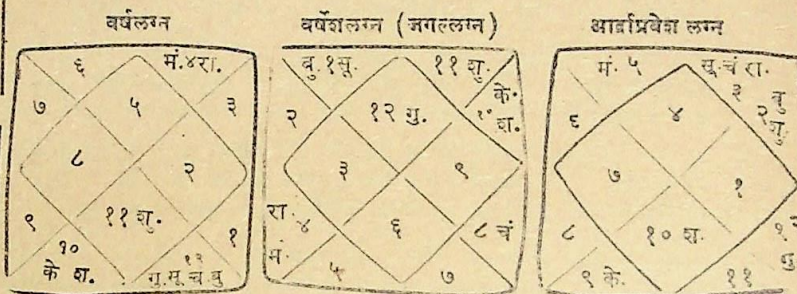 वर्षलग्न
६ मं.४रा.
७ ५ ३
८ २
९ ११ शु. १
१०
के श. गु.सू.चं.बु
वर्षेशलग्न (जगल्लग्न)
बु.१सू. ११ शु.
२ १२ गु. के. १० श.
३ ९
रा. ४ ६ ८ चं
मं. ५ ७
आर्द्राप्रवेश लग्न
मं. ५ सू.चं रा. ३
६ ४ बु २ शु.
७ १
८ १० श. गु
९ के. ११